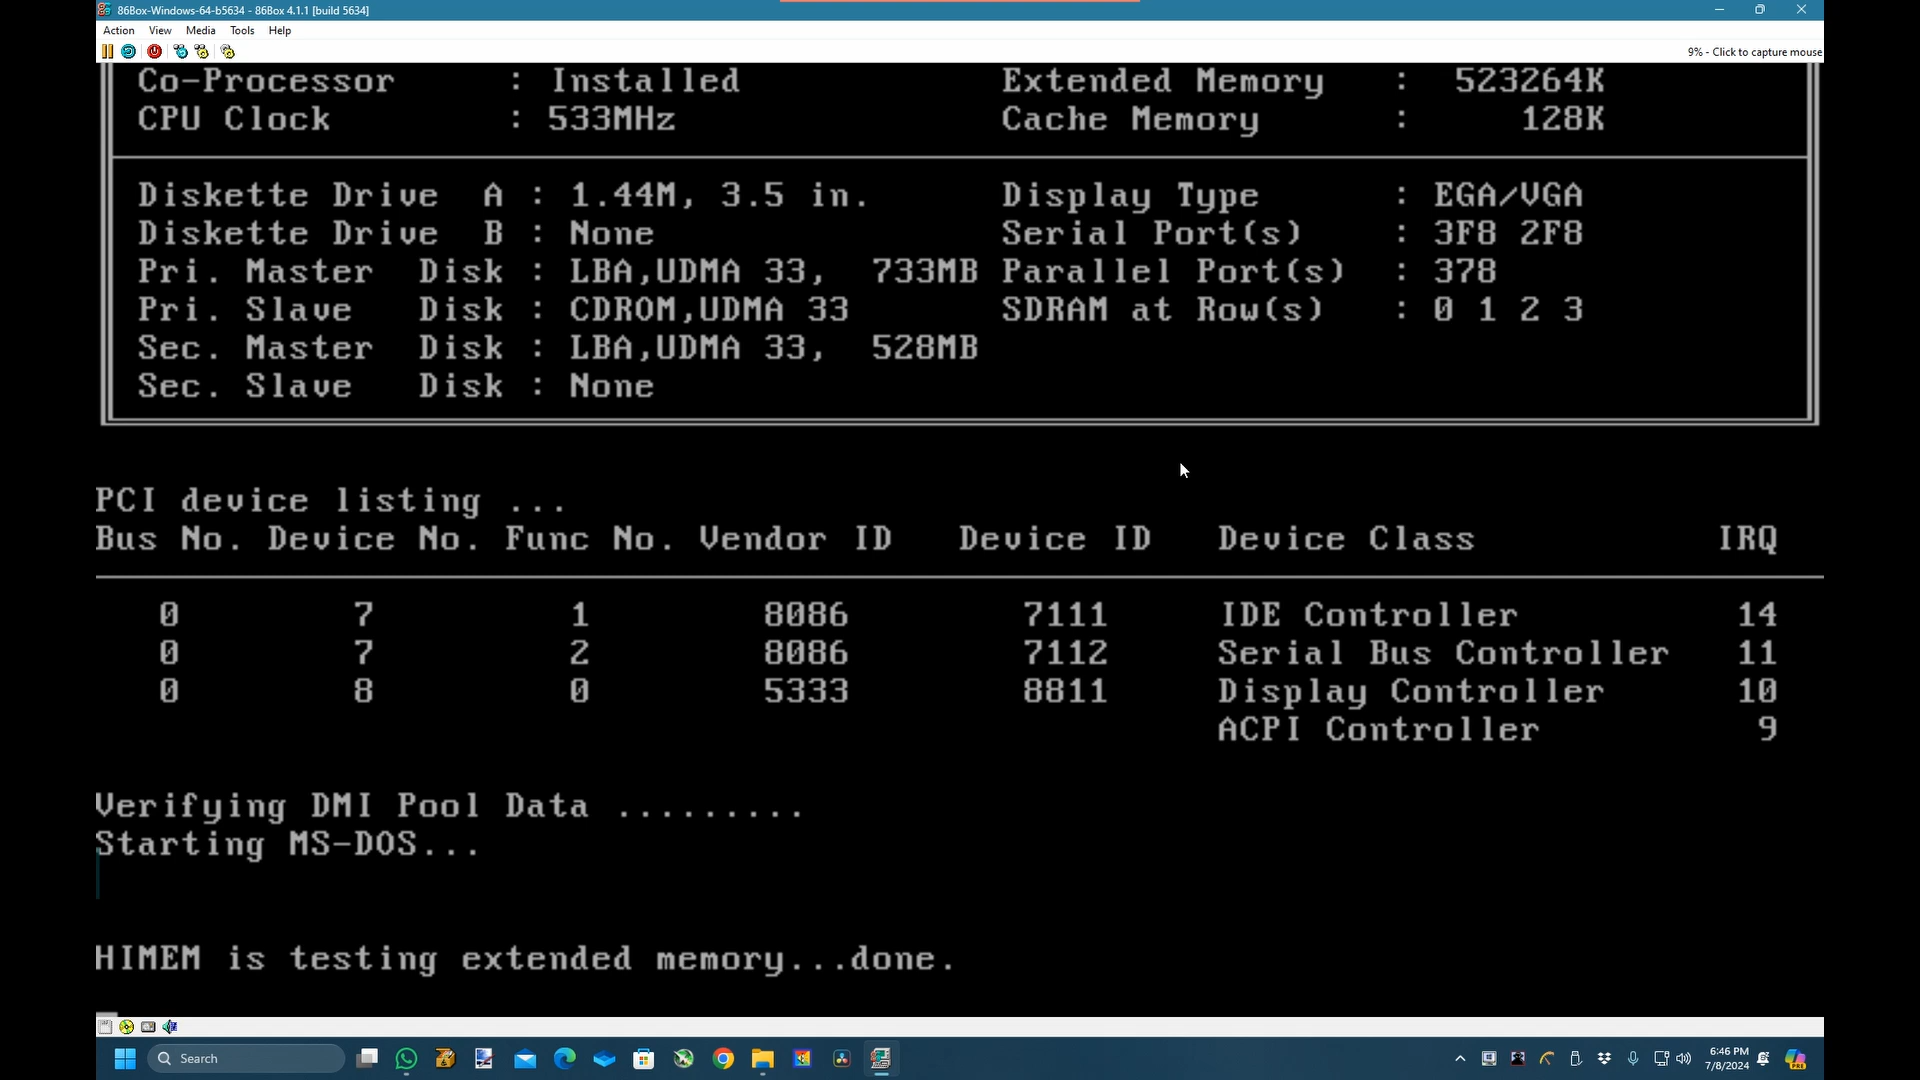 86Box-Windows-64-b5634 - 86Box 4.1.1 [build 5634]
Action View Media Tools Help
9% - Click to capture mouse
Co-Processor : Installed Extended Memory : 523264K
CPU Clock : 533MHz Cache Memory : 128K
Diskette Drive A : 1.44M, 3.5 in. Display Type : EGA/VGA
Diskette Drive B : None Serial Port(s) : 3F8 2F8
Pri. Master Disk : LBA,UDMA 33, 733MB Parallel Port(s) : 378
Pri. Slave Disk : CDROM,UDMA 33 SDRAM at Row(s) : 0 1 2 3
Sec. Master Disk : LBA,UDMA 33, 528MB
Sec. Slave Disk : None
PCI device listing ...
Bus No. Device No. Func No. Vendor ID Device ID Device Class IRQ
0 7 1 8086 7111 IDE Controller 14
0 7 2 8086 7112 Serial Bus Controller 11
0 8 0 5333 8811 Display Controller 10
ACPI Controller 9
Verifying DMI Pool Data .........
Starting MS-DOS...
HIMEM is testing extended memory...done.
Search
6:46 PM
7/8/2024
PRE